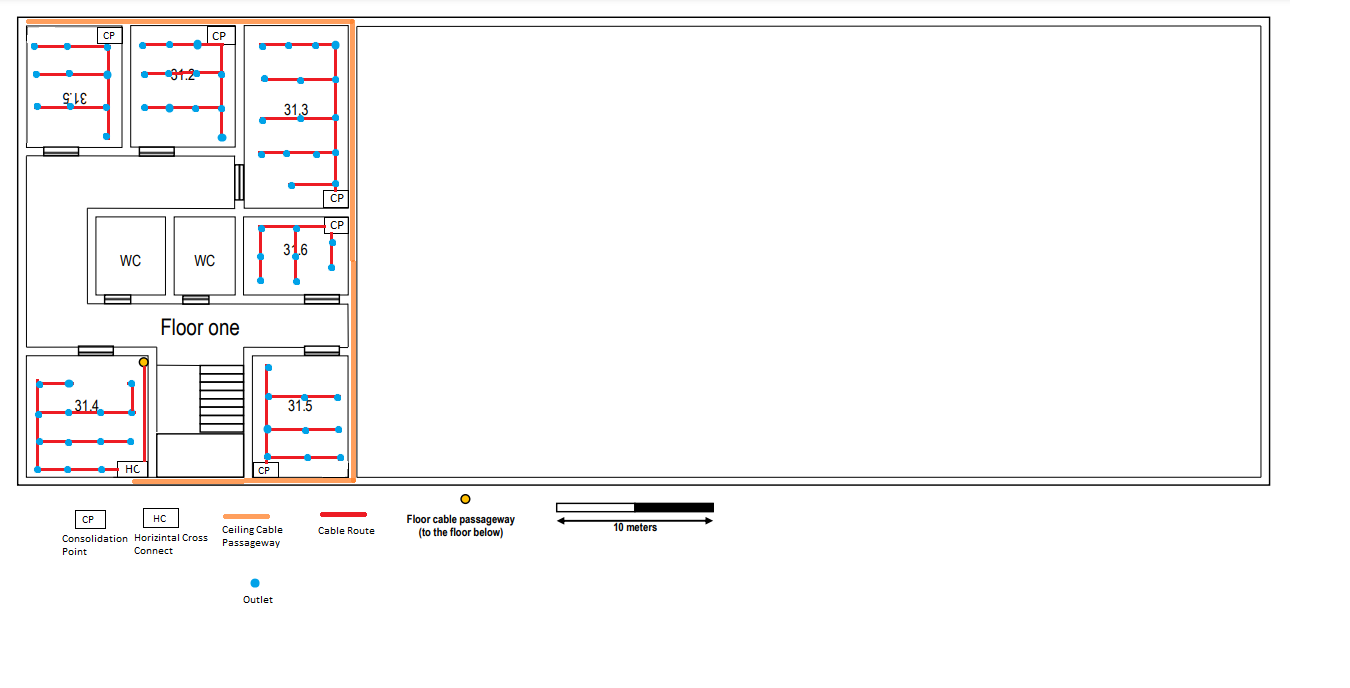 CP
CP
31.2
31.5
31.3
CP
CP
31.6
WC
WC
Floor one
31.4
31.5
HC
CP
CP
Consolidation
Point
HC
Horizintal Cross
Connect
Ceiling Cable
Passageway
Cable Route
Floor cable passageway
(to the floor below)
10 meters
Outlet